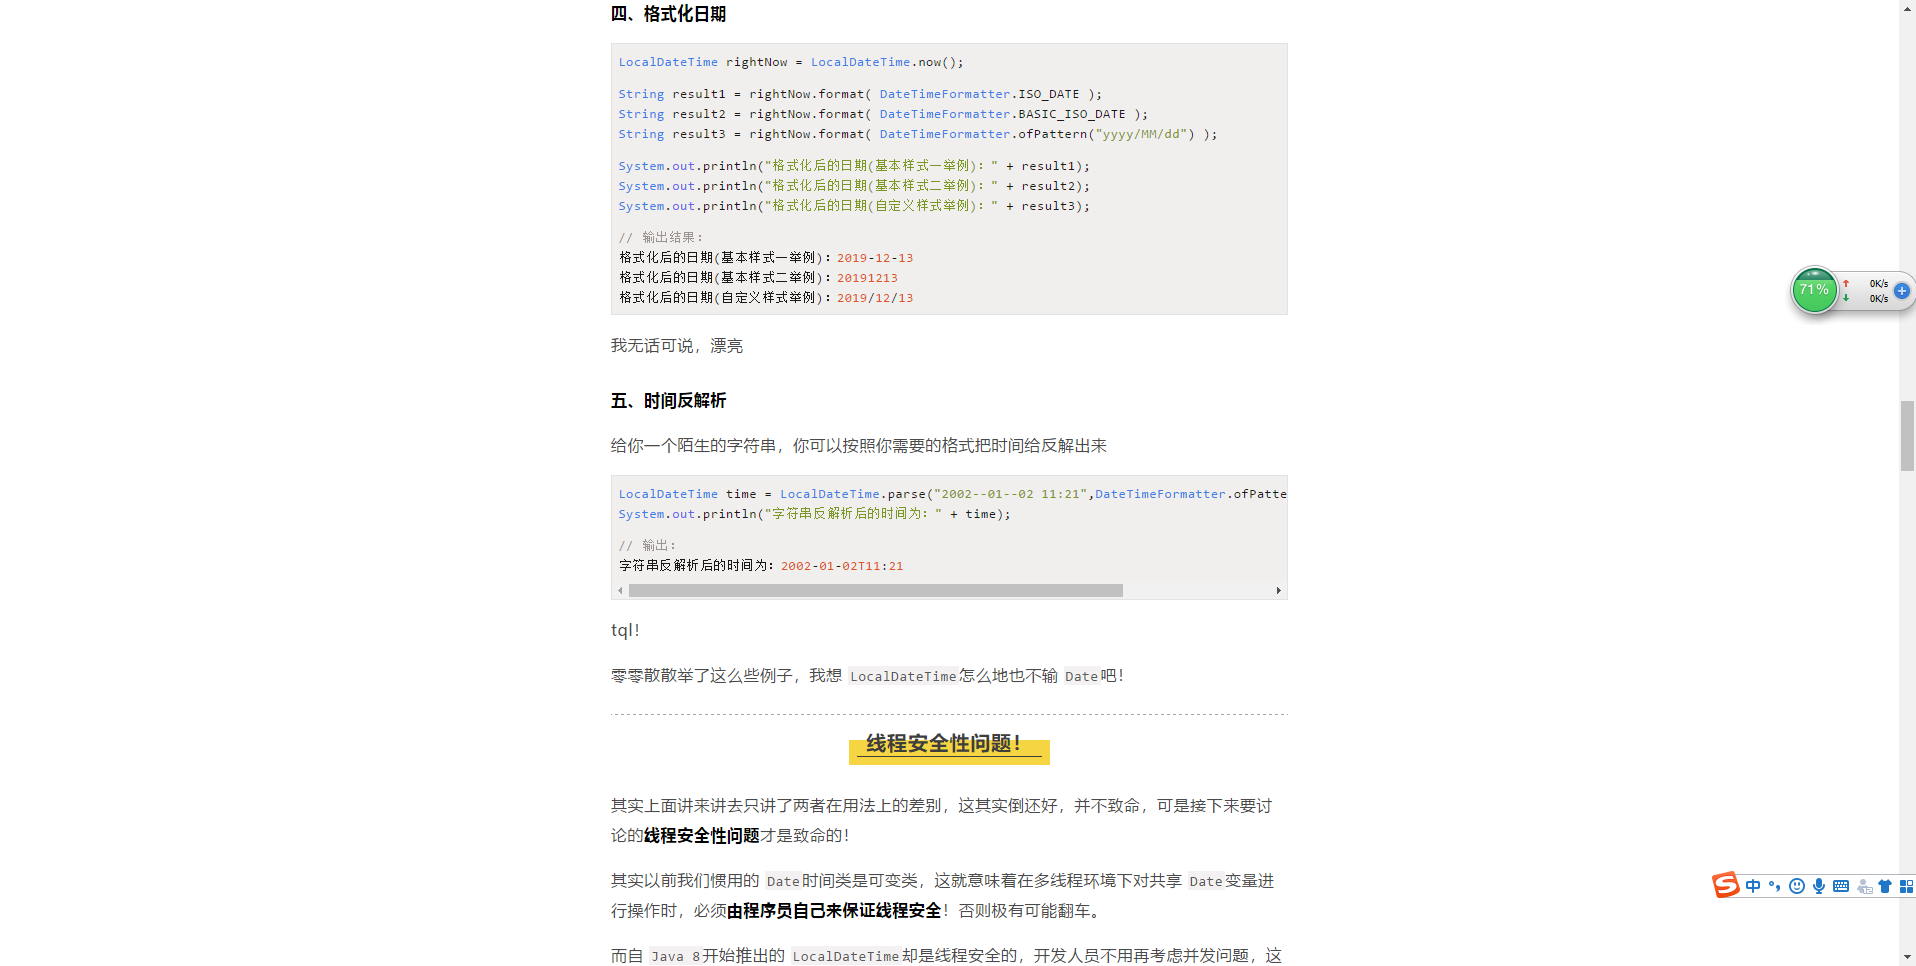 四、格式化日期
LocalDateTime rightNow = LocalDateTime.now();
String result1 = rightNow.format( DateTimeFormatter.ISO_DATE );
String result2 = rightNow.format( DateTimeFormatter.BASIC_ISO_DATE );
String result3 = rightNow.format( DateTimeFormatter.ofPattern("yyyy/MM/dd") );
System.out.println("格式化后的日期(基本样式一举例)：" + result1);
System.out.println("格式化后的日期(基本样式二举例)：" + result2);
System.out.println("格式化后的日期(自定义样式举例)：" + result3);
// 输出结果：
格式化后的日期(基本样式一举例)：2019-12-13
格式化后的日期(基本样式二举例)：20191213
格式化后的日期(自定义样式举例)：2019/12/13
我无话可说，漂亮
五、时间反解析
给你一个陌生的字符串，你可以按照你需要的格式把时间给反解出来
LocalDateTime time = LocalDateTime.parse("2002--01--02 11:21",DateTimeFormatter.ofPatte
System.out.println("字符串反解析后的时间为：" + time);
// 输出：
字符串反解析后的时间为：2002-01-02T11:21
tql！
零零散散举了这么些例子，我想 LocalDateTime怎么地也不输 Date吧！
线程安全性问题！
其实上面讲来讲去只讲了两者在用法上的差别，这其实倒还好，并不致命，可是接下来要讨
论的线程安全性问题才是致命的！
其实以前我们惯用的 Date时间类是可变类，这就意味着在多线程环境下对共享 Date变量进
行操作时，必须由程序员自己来保证线程安全！否则极有可能翻车。
而自 Java 8开始推出的 LocalDateTime却是线程安全的，开发人员不用再考虑并发问题，这
71%
0K/s
0K/s
中